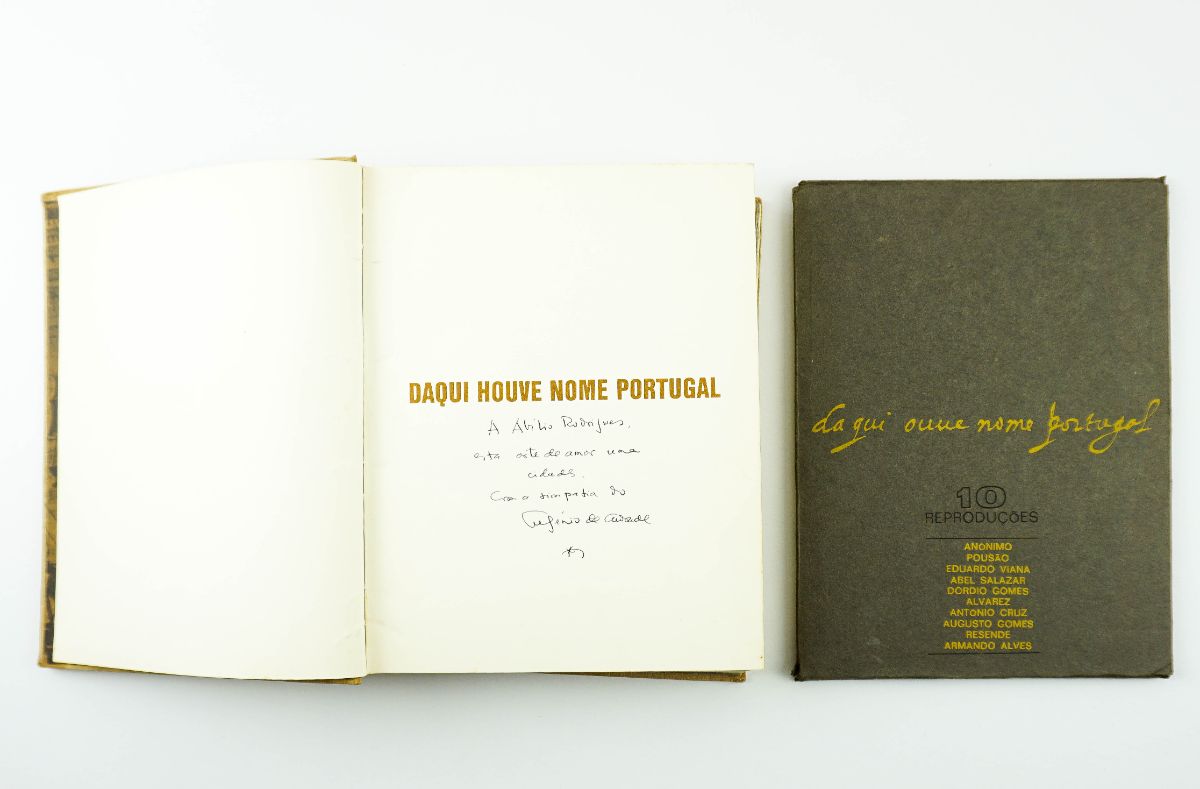 DAQUI HOUVE NOME PORTUGAL
A Abílio Rodrigues,
esta arte de amor uma
cidade.
Com a simpatia do
Eugénio de Andrade
da qui ouue nome portugal
10
REPRODUÇÕES
ANONIMO
POUSÃO
EDUARDO VIANA
ABEL SALAZAR
DORDIO GOMES
ALVAREZ
ANTONIO CRUZ
AUGUSTO GOMES
RESENDE
ARMANDO ALVES